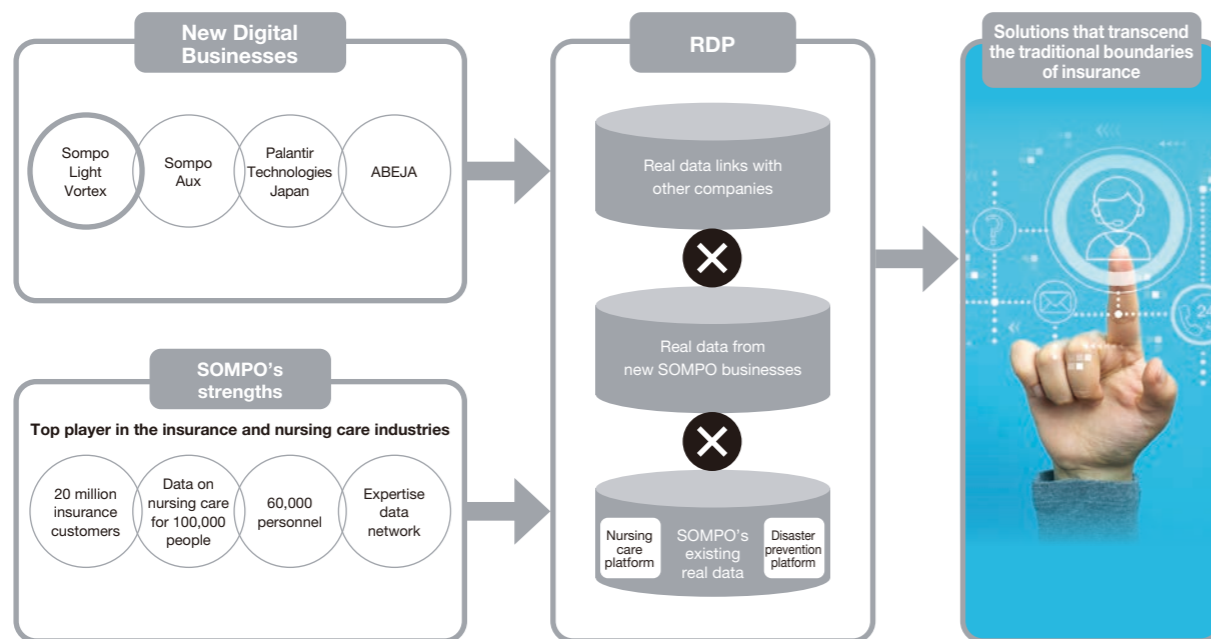 New Digital
Businesses
Sompo
Light
Vortex
Sompo
Aux
Palantir
Technologies
Japan
ABEJA
SOMPO's
strengths
Top player in the insurance and nursing care industries
20 million
insurance
customers
Data on
nursing care
for 100,000
people
60,000
personnel
Expertise
data
network
RDP
Real data links with
other companies
Real data from
new SOMPO businesses
Nursing
care
platform
SOMPO's
existing
real data
Disaster
prevention
platform
Solutions that transcend
the traditional boundaries
of insurance
24